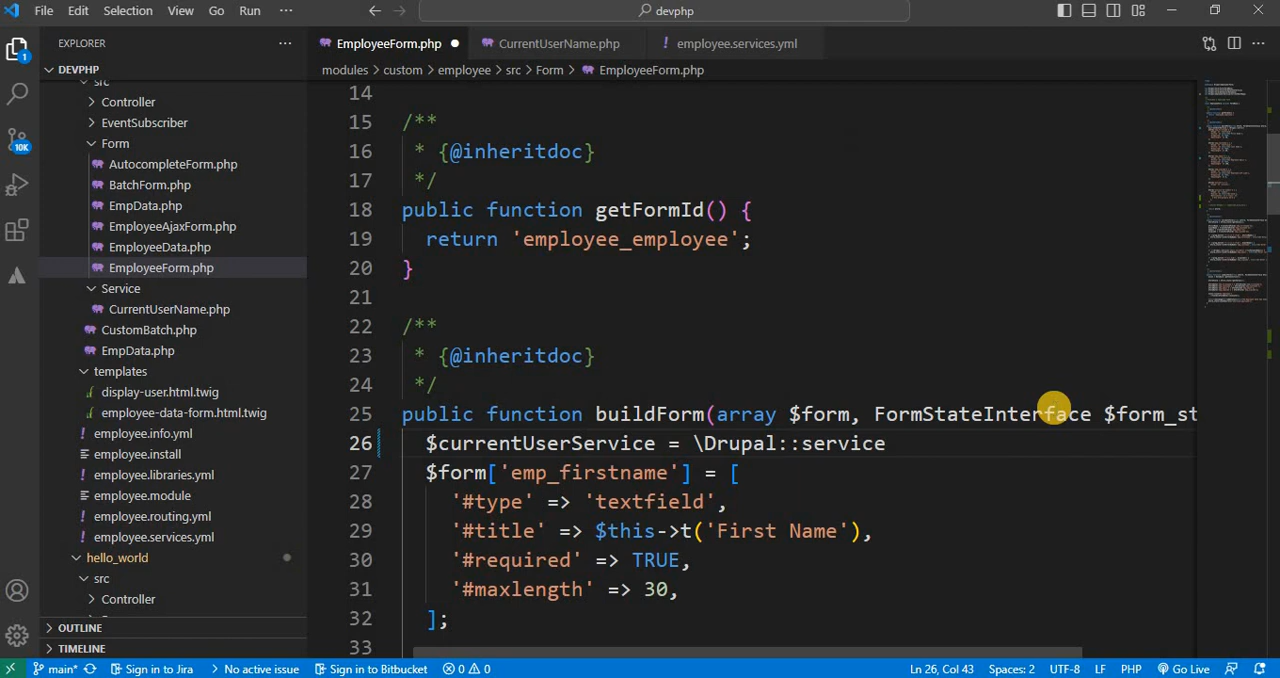 File Edit Selection View Go Run ··· devphp
EXPLORER
DEVPHP
src
Controller
EventSubscriber
Form
AutocompleteForm.php
BatchForm.php
EmpData.php
EmployeeAjaxForm.php
EmployeeData.php
EmployeeForm.php
Service
CurrentUserName.php
CustomBatch.php
EmpData.php
templates
display-user.html.twig
employee-data-form.html.twig
employee.info.yml
employee.install
employee.libraries.yml
employee.module
employee.routing.yml
employee.services.yml
hello_world
src
Controller
OUTLINE
TIMELINE
1
10K
EmployeeForm.php CurrentUserName.php ! employee.services.yml
modules > custom > employee > src > Form > EmployeeForm.php
14
15 /**
16 * {@inheritdoc}
17 */
18 public function getFormId() {
19 return 'employee_employee';
20 }
21
22 /**
23 * {@inheritdoc}
24 */
25 public function buildForm(array $form, FormStateInterface $form_st
26 $currentUserService = \Drupal::service
27 $form['emp_firstname'] = [
28 '#type' => 'textfield',
29 '#title' => $this->t('First Name'),
30 '#required' => TRUE,
31 '#maxlength' => 30,
32 ];
33
main* Sign in to Jira No active issue Sign in to Bitbucket 0 0 Ln 26, Col 43 Spaces: 2 UTF-8 LF PHP Go Live